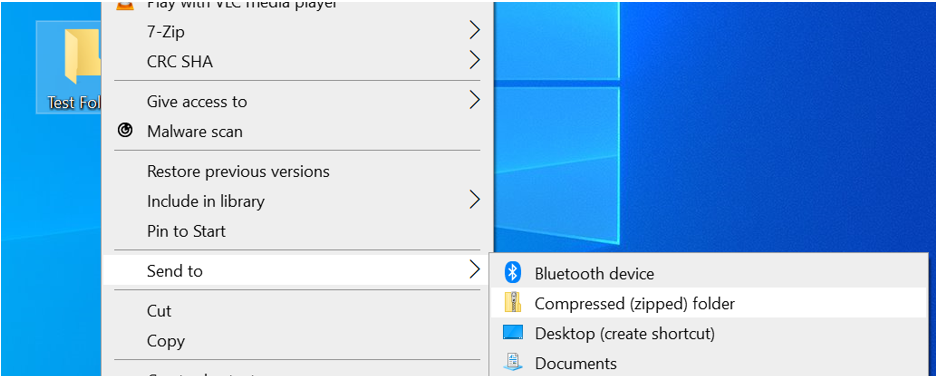 Play with VLC media player
7-Zip
CRC SHA
Test Fol
Give access to
Malware scan
Restore previous versions
Include in library
Pin to Start
Send to
Cut
Copy
Bluetooth device
Compressed (zipped) folder
Desktop (create shortcut)
Documents